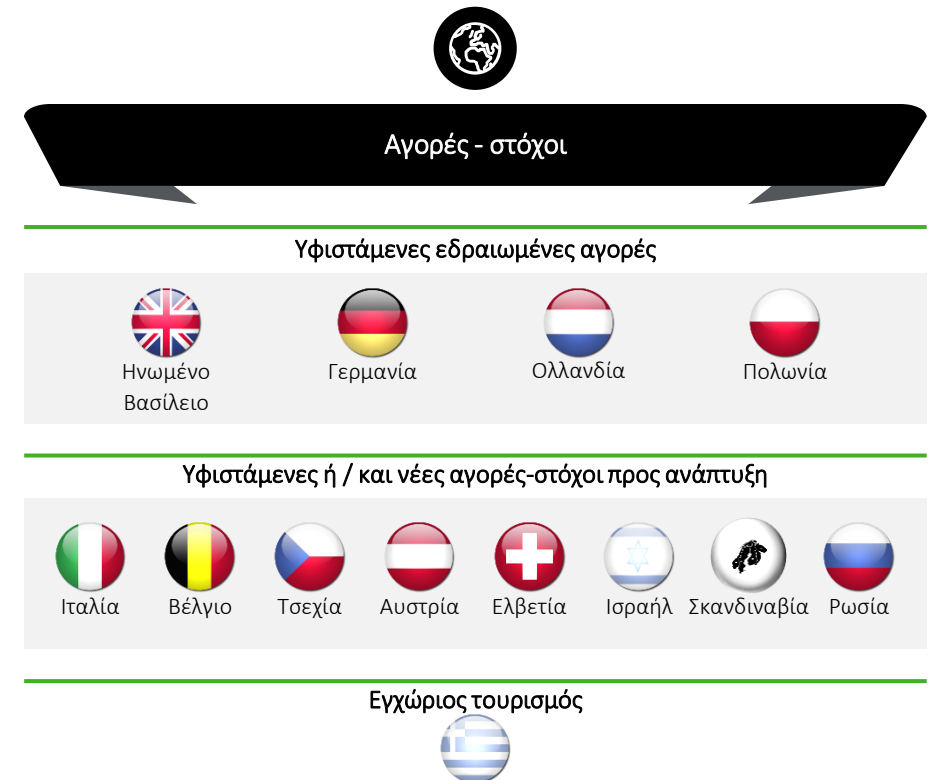 Αγορές - στόχοι
Υφιστάμενες εδραιωμένες αγορές
Ηνωμένο
Βασίλειο
Γερμανία
Ολλανδία
Πολωνία
Υφιστάμενες ή / και νέες αγορές-στόχοι προς ανάπτυξη
Ιταλία
Βέλγιο
Τσεχία
Αυστρία
Ελβετία
Ισραήλ
Σκανδιναβία
Ρωσία
Εγχώριος τουρισμός